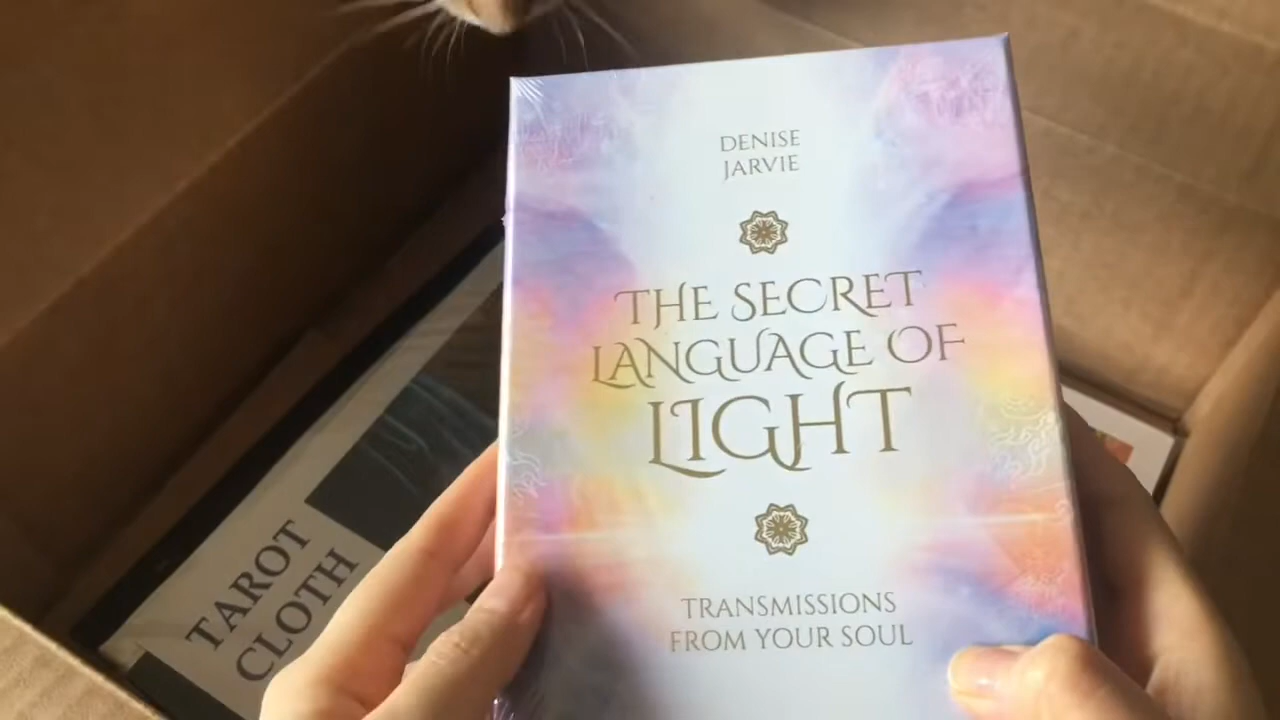 DENISE
JARVIE
THE SECRET
LANGUAGE OF
LIGHT
TRANSMISSIONS
FROM YOUR SOUL
TAROT
CLOTH